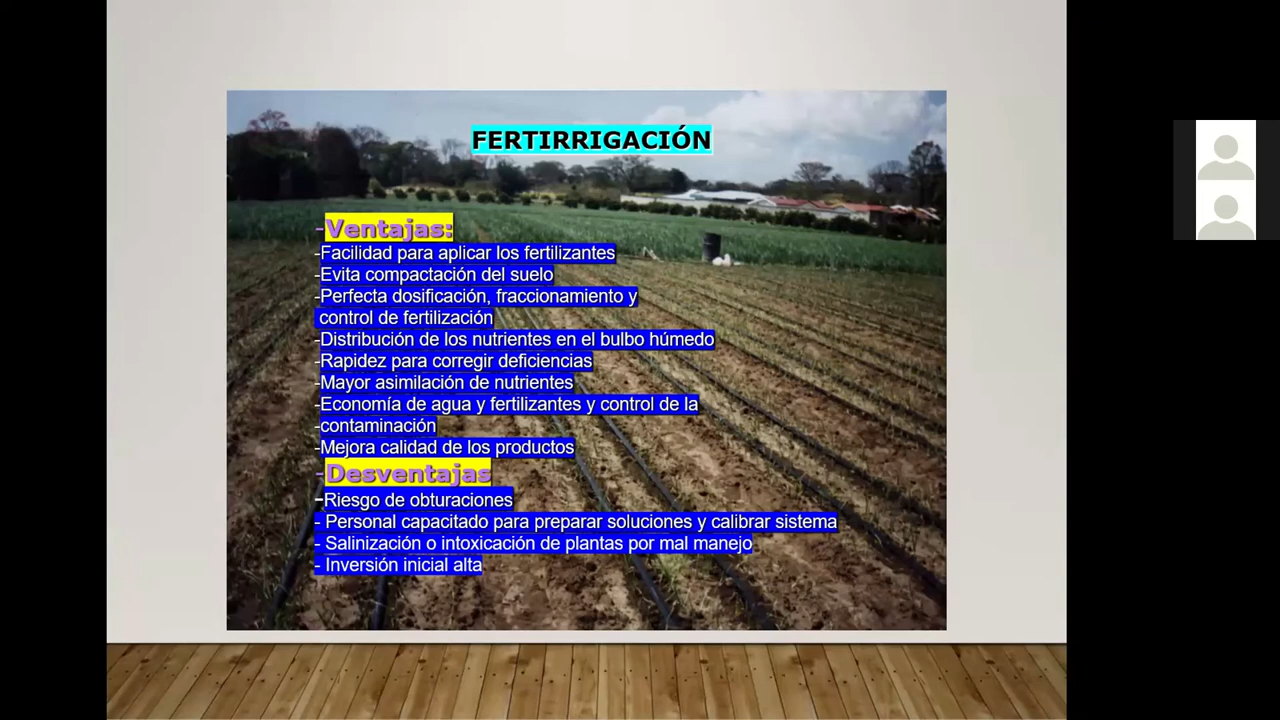 FERTIRRIGACIÓN
-Ventajas:
-Facilidad para aplicar los fertilizantes
-Evita compactación del suelo
-Perfecta dosificación, fraccionamiento y
control de fertilización
-Distribución de los nutrientes en el bulbo húmedo
-Rapidez para corregir deficiencias
-Mayor asimilación de nutrientes
-Economía de agua y fertilizantes y control de la
-contaminación
-Mejora calidad de los productos
-Desventajas
-Riesgo de obturaciones
- Personal capacitado para preparar soluciones y calibrar sistema
- Salinización o intoxicación de plantas por mal manejo
- Inversión inicial alta